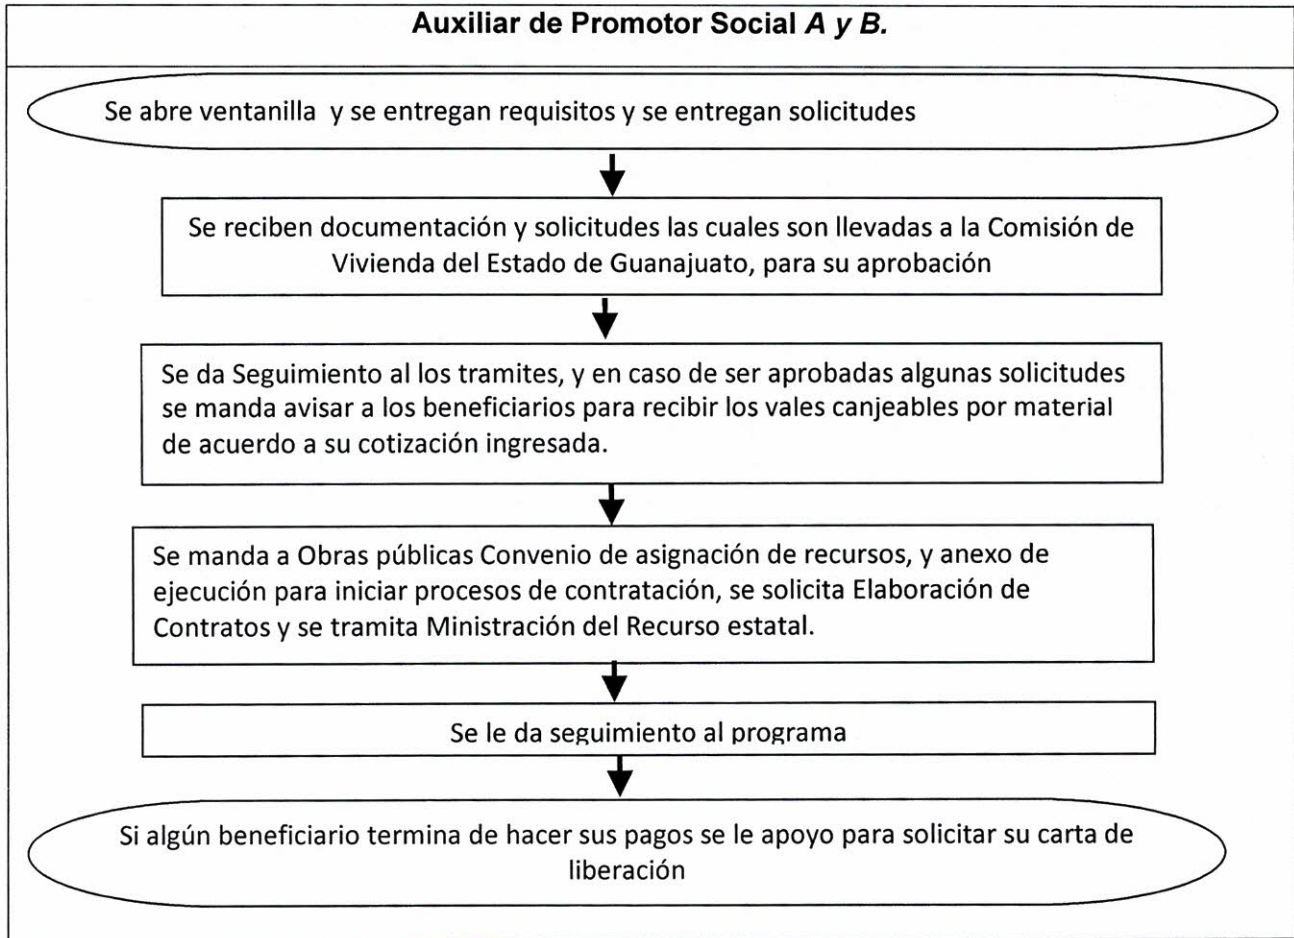 Auxiliar de Promotor Social A y B.
Se abre ventanilla y se entregan requisitos y se entregan solicitudes
Se reciben documentación y solicitudes las cuales son llevadas a la Comisión de
Vivienda del Estado de Guanajuato, para su aprobación
Se da Seguimiento al los tramites, y en caso de ser aprobadas algunas solicitudes
se manda avisar a los beneficiarios para recibir los vales canjeables por material
de acuerdo a su cotización ingresada.
Se manda a Obras públicas Convenio de asignación de recursos, y anexo de
ejecución para iniciar procesos de contratación, se solicita Elaboración de
Contratos y se tramita Ministración del Recurso estatal.
Se le da seguimiento al programa
Si algún beneficiario termina de hacer sus pagos se le apoyo para solicitar su carta de
liberación